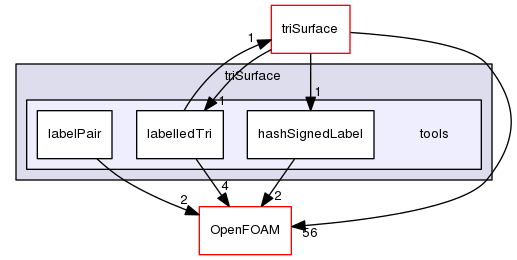 triSurface
1
triSurface
1
1
labelPair
labelledTri
hashSignedLabel
tools
2
4
2
OpenFOAM
56